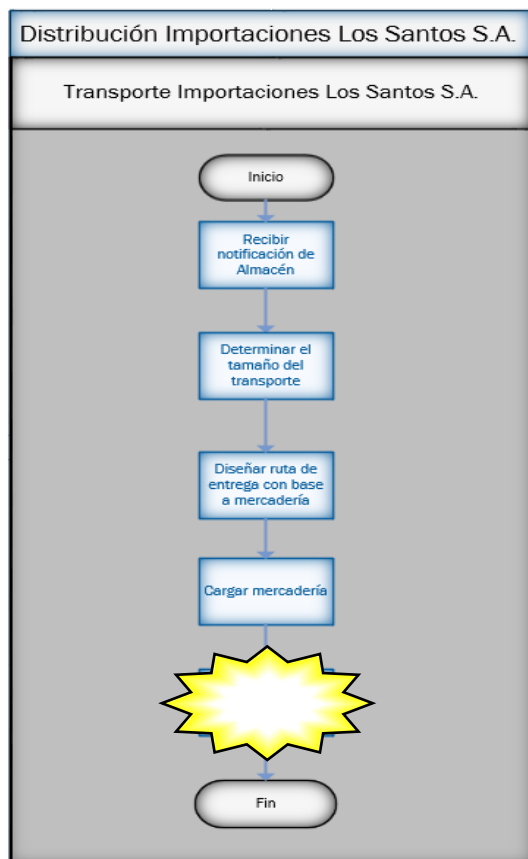 Distribución Importaciones Los Santos S.A.
Transporte Importaciones Los Santos S.A.
Inicio
Recibir
notificación de
Almacén
Determinar el
tamaño del
transporte
Diseñar ruta de
entrega con base
a mercadería
Cargar mercadería
Fin